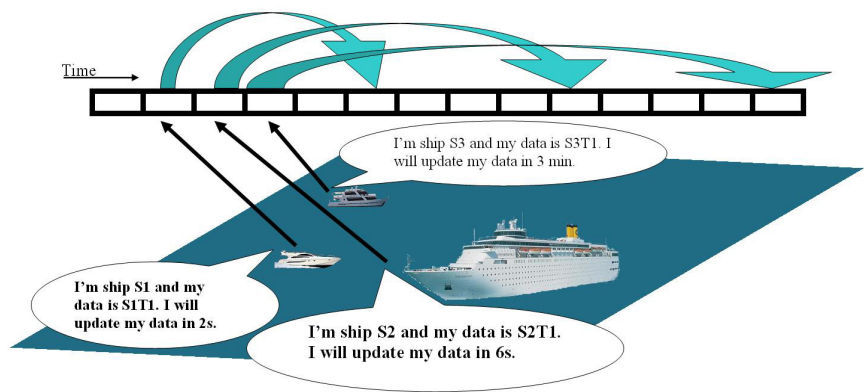 Time
I'm ship S3 and my data is S3T1. I
will update my data in 3 min.
I'm ship S1 and my
data is S1T1. I will
update my data in 2s.
I'm ship S2 and my data is S2T1.
I will update my data in 6s.